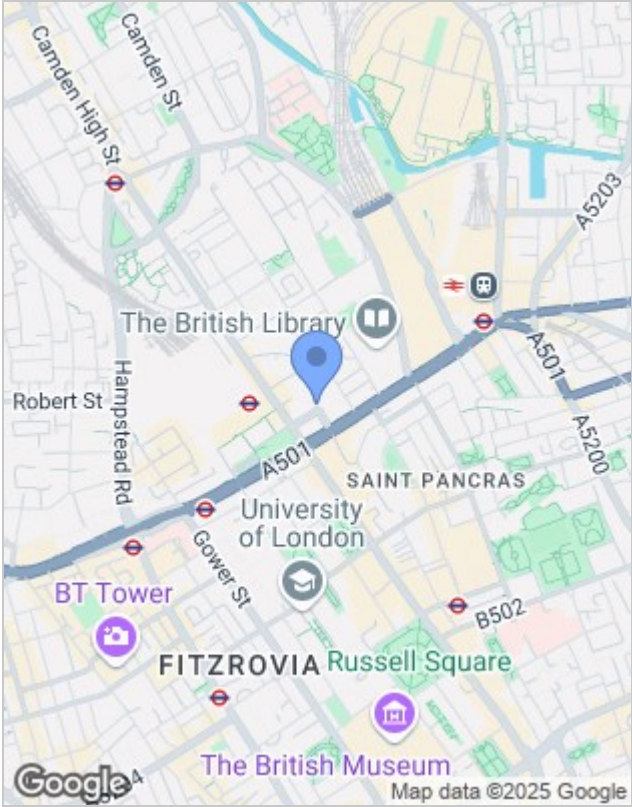 Camden High St
Camden St
A5203
The British Library
A501
Robert St
Hampstead Rd
A5200
A501
SAINT PANCRAS
University
of London
Gower St
BT Tower
B502
FITZROVIA
Russell Square
The British Museum
Google
Map data ©2025 Google